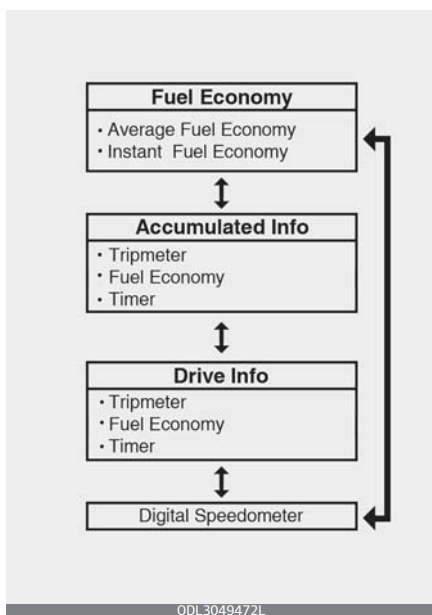 Fuel Economy
• Average Fuel Economy
• Instant Fuel Economy
Accumulated Info
• Tripmeter
• Fuel Economy
• Timer
Drive Info
• Tripmeter
• Fuel Economy
• Timer
Digital Speedometer
ODL3049472L